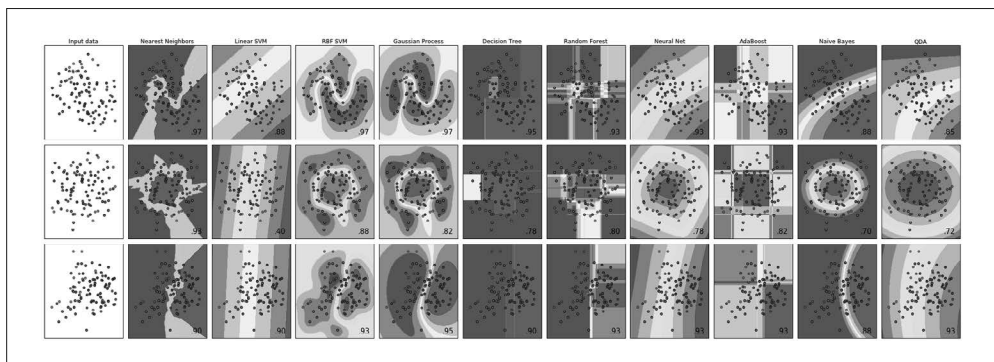 Input data Nearest Neighbors Linear SVM RBF SVM Gaussian Process Decision Tree Random Forest Neural Net AdaBoost Naive Bayes QDA
.97 .88 .97 .97 .95 .93 .93 .93 .88 .85
.93 .40 .88 .82 .78 .80 .78 .82 .70 .72
.90 .90 .93 .95 .90 .93 .93 .93 .88 .93